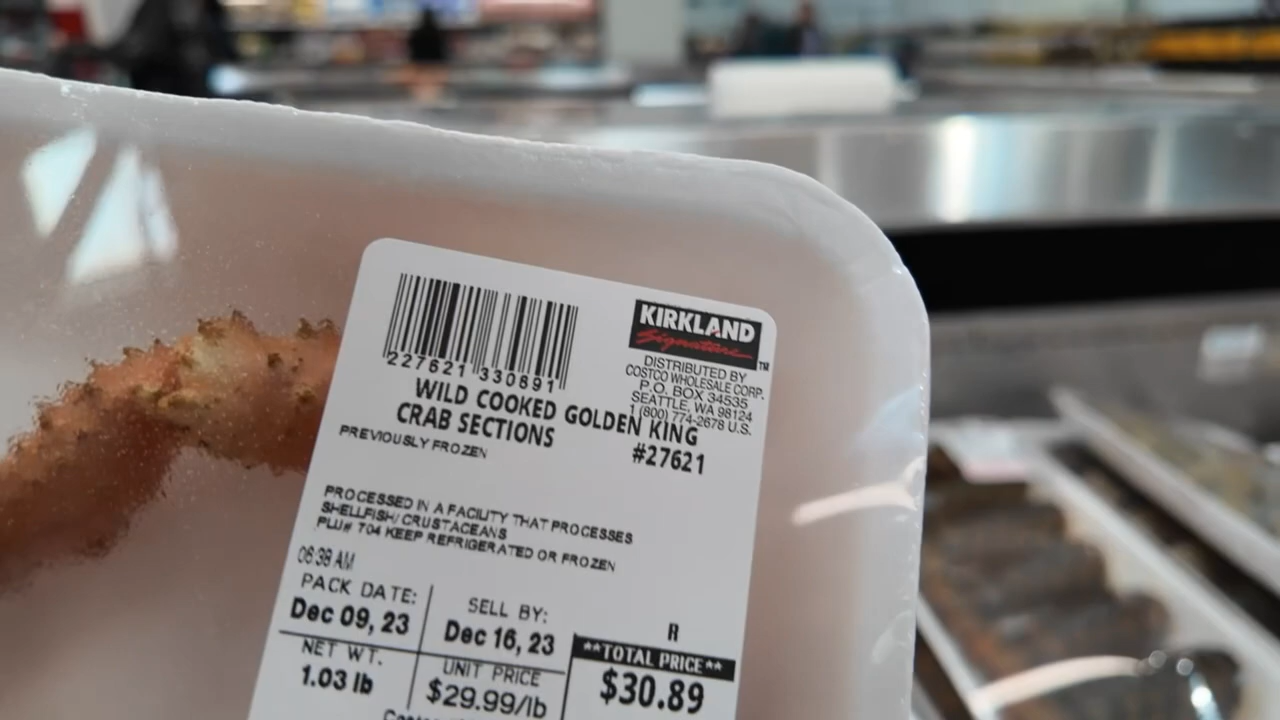 227621 330891
KIRKLAND
Signature™
DISTRIBUTED BY
COSTCO WHOLESALE CORP.
P.O. BOX 34535
SEATTLE, WA 98124
1 (800) 774-2678 U.S.
WILD COOKED GOLDEN KING
CRAB SECTIONS
#27621
PREVIOUSLY FROZEN
PROCESSED IN A FACILITY THAT PROCESSES
SHELLFISH/CRUSTACEANS
PLU# 704 KEEP REFRIGERATED OR FROZEN
06:38 AM
PACK DATE:
Dec 09, 23
SELL BY:
Dec 16, 23
R
NET WT.
1.03 lb
UNIT PRICE
$29.99/lb
**TOTAL PRICE**
$30.89